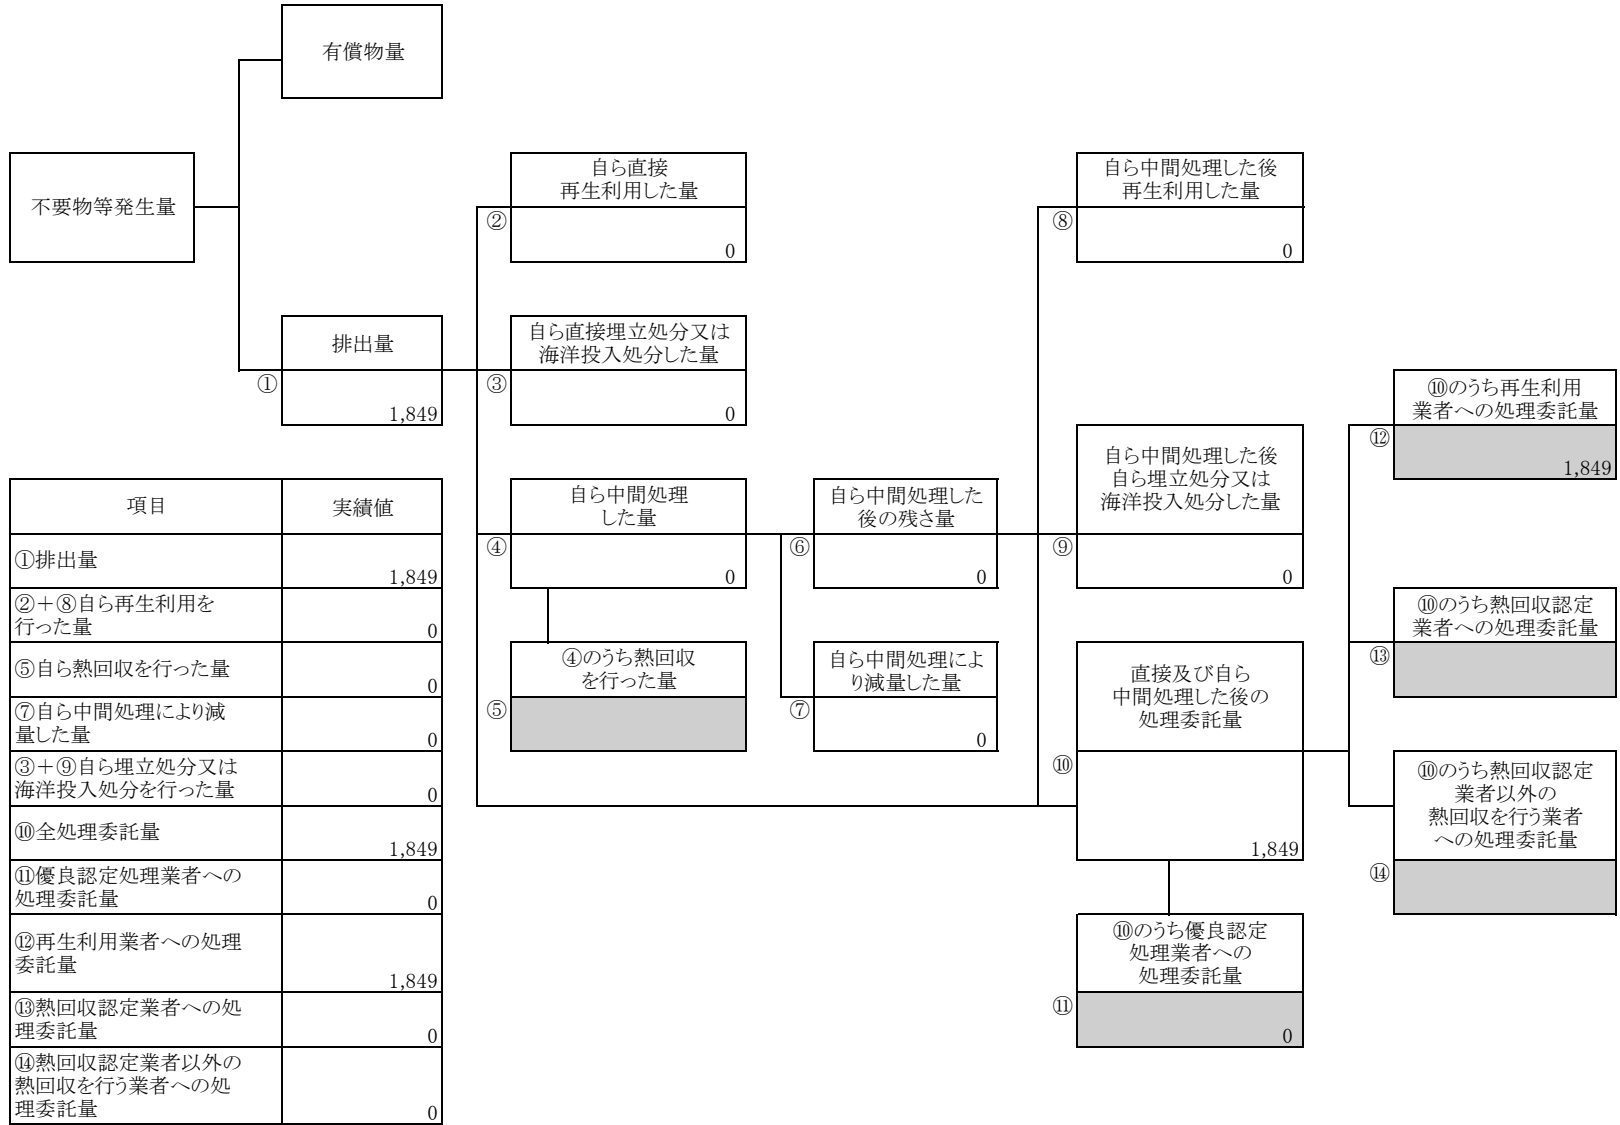 有償物量
不要物等発生量
自ら直接
再生利用した量
②
0
自ら中間処理した後
再生利用した量
⑧
0
排出量
①
1,849
自ら直接埋立処分又は
海洋投入処分した量
③
0
⑩のうち再生利用
業者への処理委託量
⑫
1,849
自ら中間処理
した量
④
0
自ら中間処理した
後の残さ量
⑥
0
自ら中間処理した後
自ら埋立処分又は
海洋投入処分した量
⑨
0
④のうち熱回収
を行った量
⑤
自ら中間処理によ
り減量した量
⑦
0
直接及び自ら
中間処理した後の
処理委託量
⑩
1,849
⑩のうち熱回収認定
業者への処理委託量
⑬
⑩のうち熱回収認定
業者以外の
熱回収を行う業者
への処理委託量
⑭
⑩のうち優良認定
処理業者への
処理委託量
⑪
0
項目 実績値
①排出量
1,849
②+⑧自ら再生利用を
行った量
0
⑤自ら熱回収を行った量
0
⑦自ら中間処理により減
量した量
0
③+⑨自ら埋立処分又は
海洋投入処分を行った量
0
⑩全処理委託量
1,849
⑪優良認定処理業者への
処理委託量
0
⑫再生利用業者への処理
委託量
1,849
⑬熱回収認定業者への処
理委託量
0
⑭熱回収認定業者以外の
熱回収を行う業者への処
理委託量
0